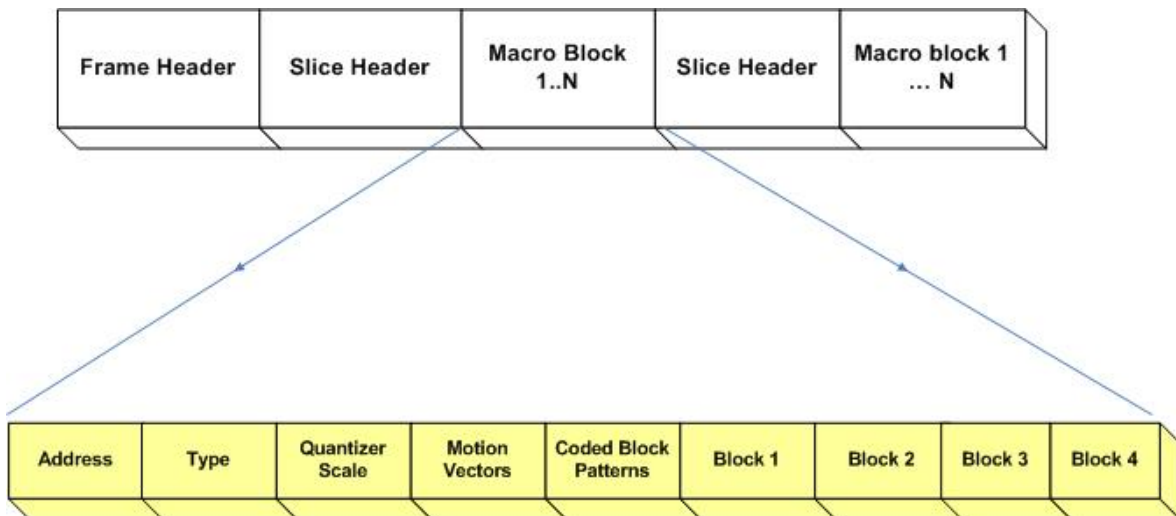 Frame Header
Slice Header
Macro Block
1..N
Slice Header
Macro block 1
... N
Address
Type
Quantizer
Scale
Motion
Vectors
Coded Block
Patterns
Block 1
Block 2
Block 3
Block 4